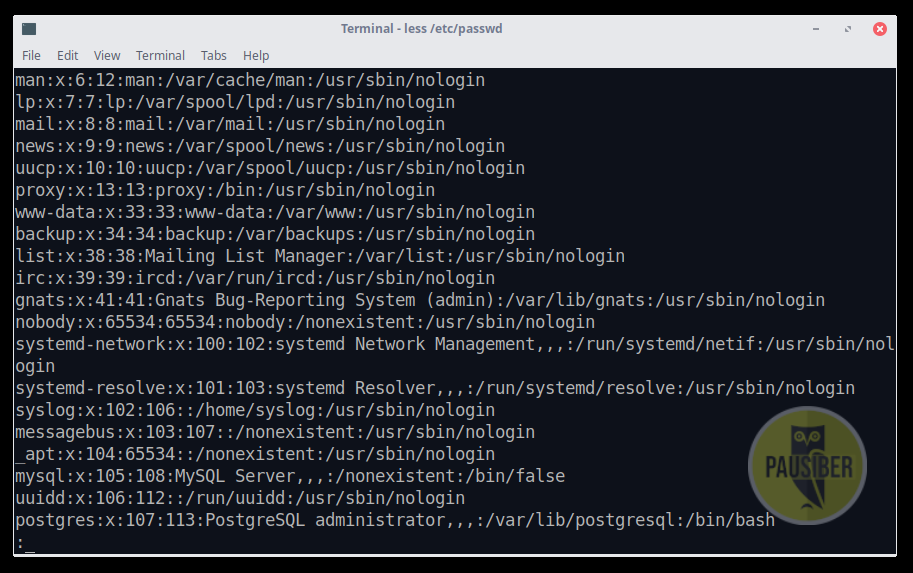 Terminal - less /etc/passwd
File Edit View Terminal Tabs Help
man:x:6:12:man:/var/cache/man:/usr/sbin/nologin
lp:x:7:7:lp:/var/spool/lpd:/usr/sbin/nologin
mail:x:8:8:mail:/var/mail:/usr/sbin/nologin
news:x:9:9:news:/var/spool/news:/usr/sbin/nologin
uucp:x:10:10:uucp:/var/spool/uucp:/usr/sbin/nologin
proxy:x:13:13:proxy:/bin:/usr/sbin/nologin
www-data:x:33:33:www-data:/var/www:/usr/sbin/nologin
backup:x:34:34:backup:/var/backups:/usr/sbin/nologin
list:x:38:38:Mailing List Manager:/var/list:/usr/sbin/nologin
irc:x:39:39:ircd:/var/run/ircd:/usr/sbin/nologin
gnats:x:41:41:Gnats Bug-Reporting System (admin):/var/lib/gnats:/usr/sbin/nologin
nobody:x:65534:65534:nobody:/nonexistent:/usr/sbin/nologin
systemd-network:x:100:102:systemd Network Management,,,:/run/systemd/netif:/usr/sbin/nol
ogin
systemd-resolve:x:101:103:systemd Resolver,,,:/run/systemd/resolve:/usr/sbin/nologin
syslog:x:102:106::/home/syslog:/usr/sbin/nologin
messagebus:x:103:107::/nonexistent:/usr/sbin/nologin
_apt:x:104:65534::/nonexistent:/usr/sbin/nologin
mysql:x:105:108:MySQL Server,,,:/nonexistent:/bin/false
uuidd:x:106:112::/run/uuidd:/usr/sbin/nologin
postgres:x:107:113:PostgreSQL administrator,,,:/var/lib/postgresql:/bin/bash
:_
PAUSIBER